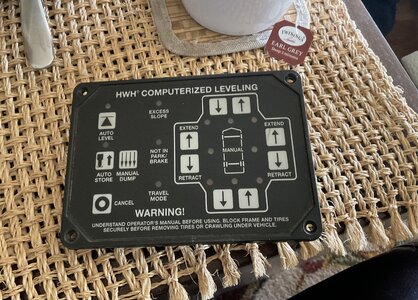 TWININGS
EARL GREY
HWH® COMPUTERIZED LEVELING
EXCESS
SLOPE
AUTO
LEVEL
EXTEND
EXTEND
MANUAL
NOT IN
PARK/
BRAKE
AUTO
STORE
MANUAL
DUMP
RETRACT
RETRACT
TRAVEL
MODE
CANCEL
WARNING!
UNDERSTAND OPERATOR'S MANUAL BEFORE USING. BLOCK FRAME AND TIRES
SECURELY BEFORE REMOVING TIRES OR CRAWLING UNDER VEHICLE.